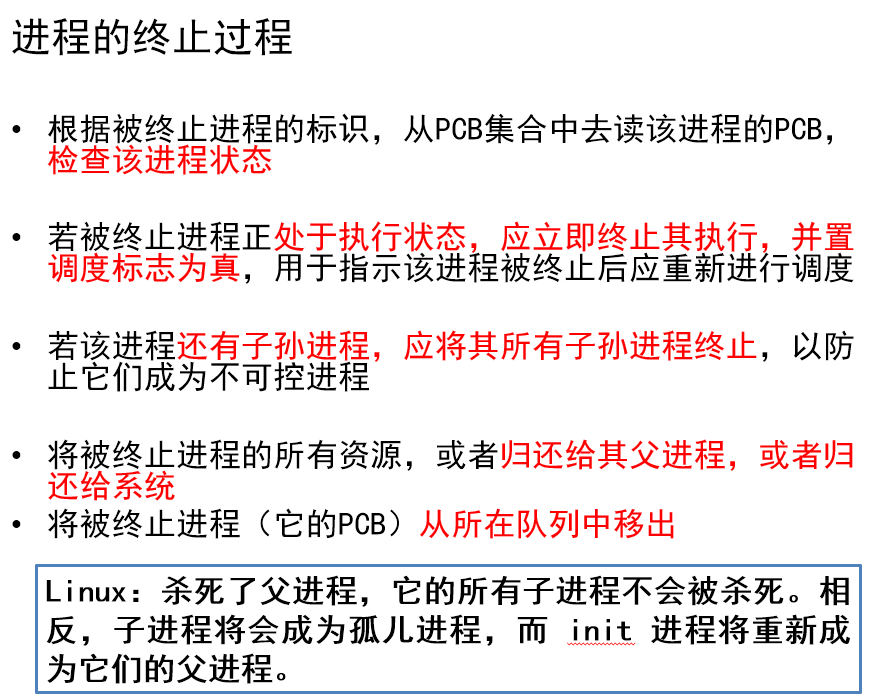 进程的终止过程
• 根据被终止进程的标识，从PCB集合中去读该进程的PCB，
检查该进程状态
• 若被终止进程正处于执行状态，应立即终止其执行，并置
调度标志为真，用于指示该进程被终止后应重新进行调度
• 若该进程还有子孙进程，应将其所有子孙进程终止，以防
止它们成为不可控进程
• 将被终止进程的所有资源，或者归还给其父进程，或者归
还给系统
• 将被终止进程（它的PCB）从所在队列中移出
Linux：杀死了父进程，它的所有子进程不会被杀死。相
反，子进程将会成为孤儿进程，而 init 进程将重新成
为它们的父进程。